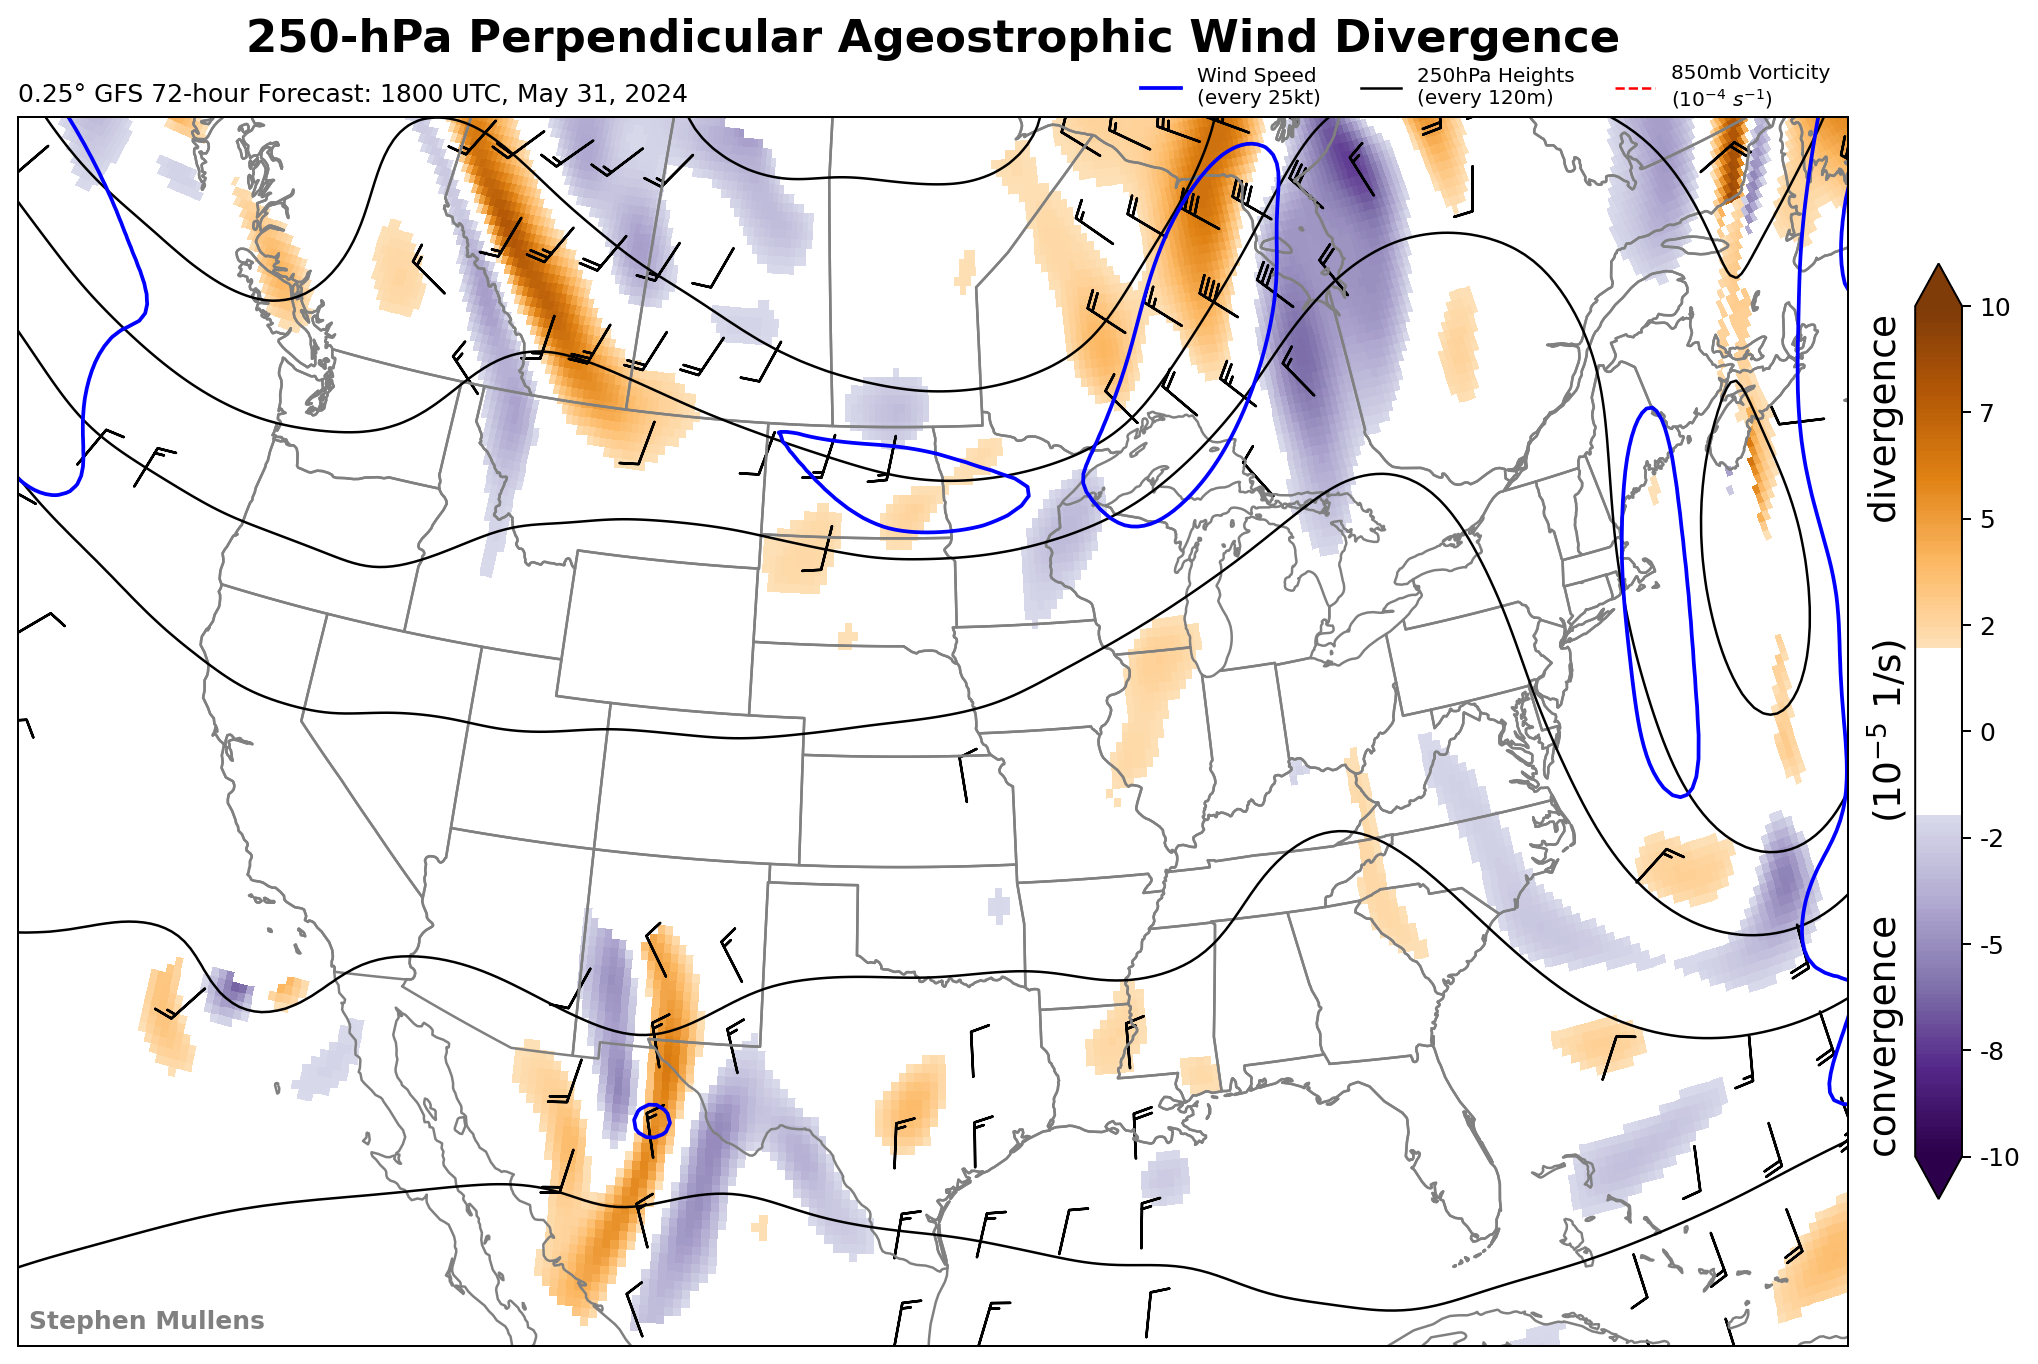 250-hPa Perpendicular Ageostrophic Wind Divergence
0.25° GFS 72-hour Forecast: 1800 UTC, May 31, 2024
Wind Speed
(every 25kt)
250hPa Heights
(every 120m)
850mb Vorticity
(10⁻⁴ s⁻¹)
convergence (10⁻⁵ 1/s) divergence
10
7
5
2
0
-2
-5
-8
-10
Stephen Mullens